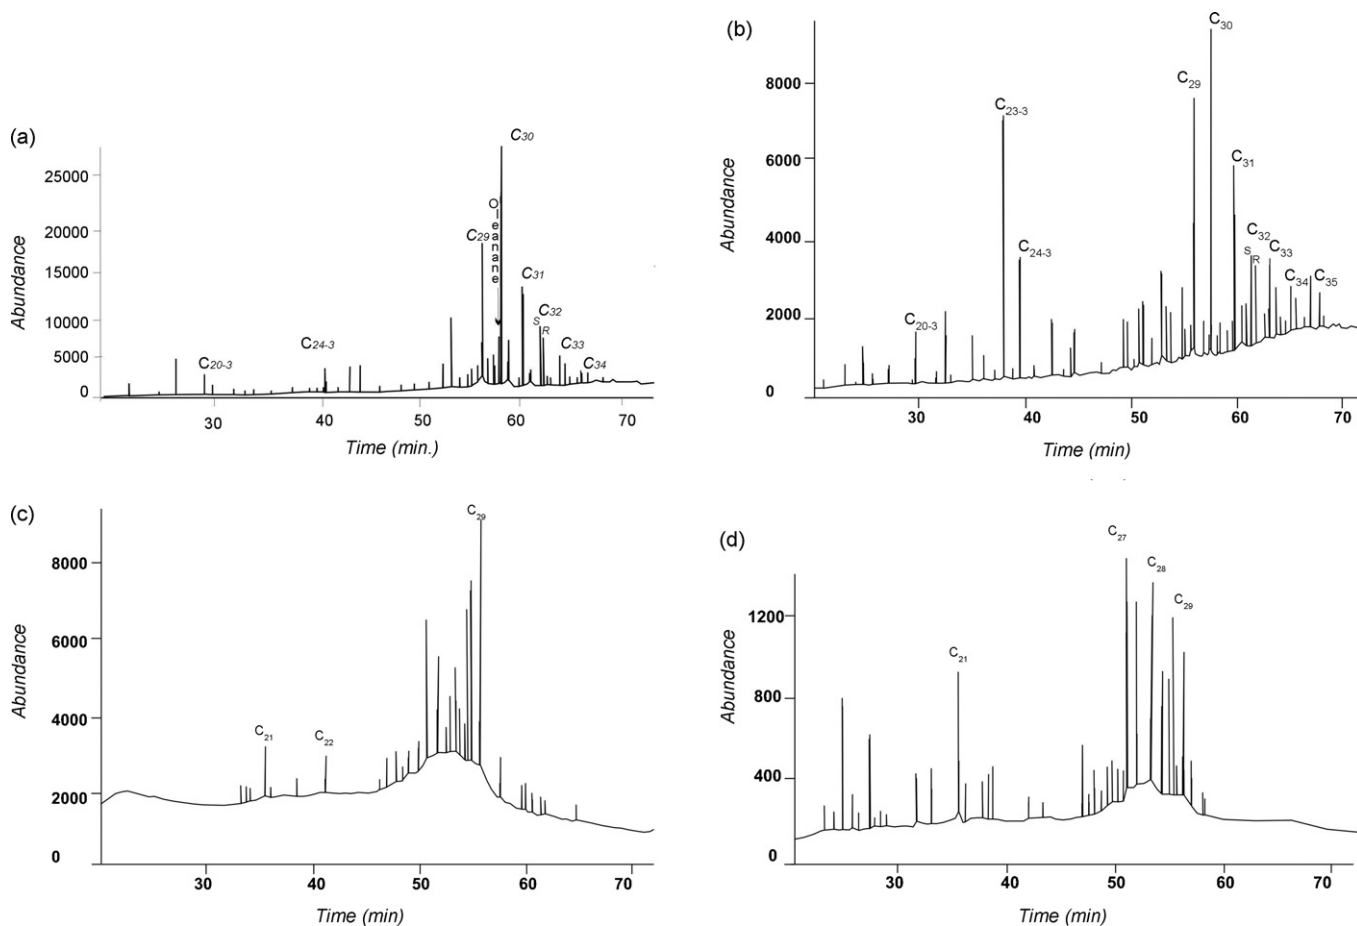 (a)
Abundance
25000
20000
15000
10000
5000
0
30
40
50
60
70
Time (min.)
C20-3
C24-3
C29
Oleanane
C30
C31
C32
S
R
C33
C34
(b)
Abundance
8000
6000
4000
2000
0
30
40
50
60
70
Time (min)
C20-3
C23-3
C24-3
C29
C30
C31
C32
S
R
C33
C34
C35
(c)
Abundance
8000
6000
4000
2000
0
30
40
50
60
70
Time (min)
C21
C22
C29
(d)
Abundance
1200
800
400
0
30
40
50
60
70
Time (min)
C21
C27
C28
C29